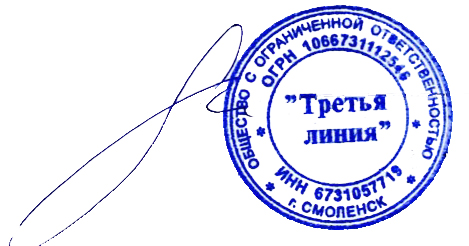 ОБЩЕСТВО С ОГРАНИЧЕННОЙ ОТВЕТСТВЕННОСТЬЮ
ОГРН 1066731112546
"Третья
линия"
ИНН 6731057719
* г. СМОЛЕНСК *